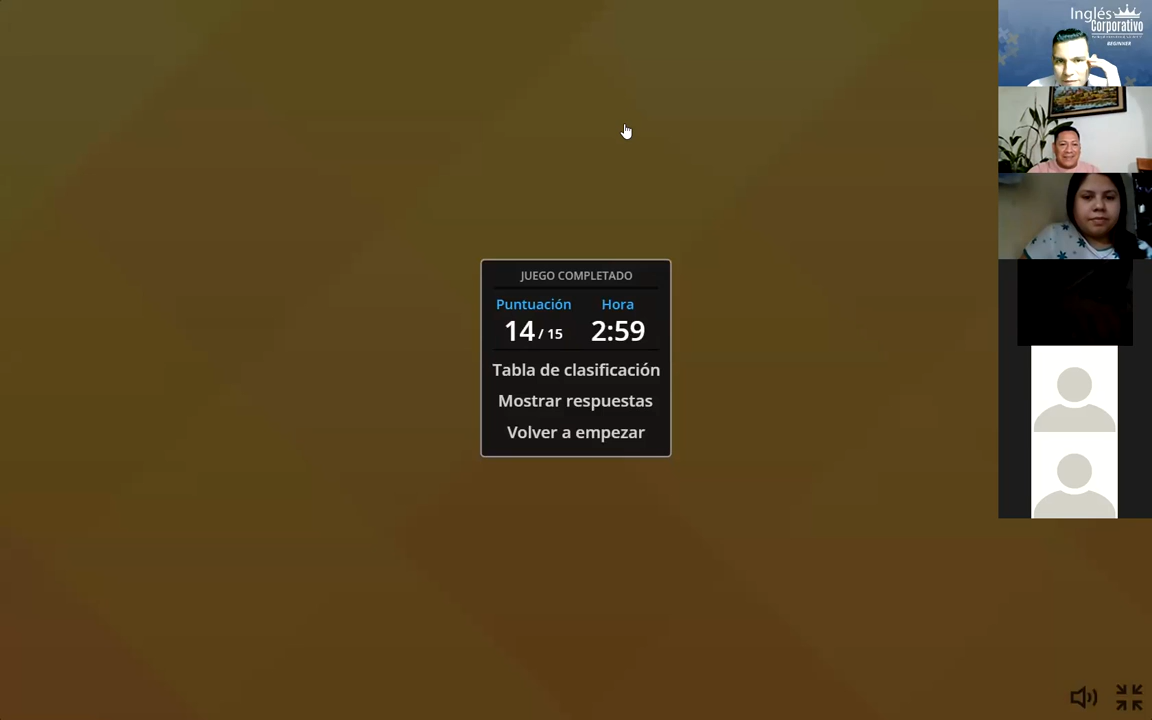 Inglés
Corporativo
BEGINNER
JUEGO COMPLETADO
Puntuación Hora
14 / 15 2:59
Tabla de clasificación
Mostrar respuestas
Volver a empezar